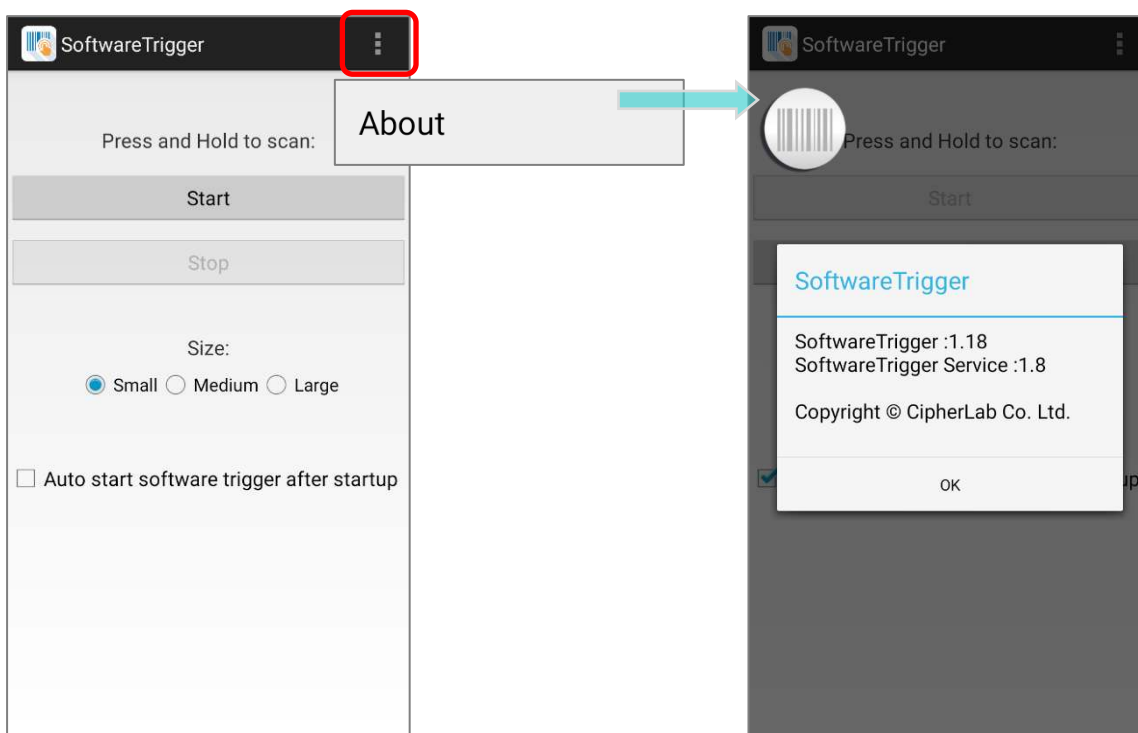 SoftwareTrigger
Press and Hold to scan:
Start
Stop
Size:
Small Medium Large
Auto start software trigger after startup
About
SoftwareTrigger
Press and Hold to scan:
Start
SoftwareTrigger
SoftwareTrigger :1.18
SoftwareTrigger Service :1.8
Copyright © CipherLab Co. Ltd.
OK
up